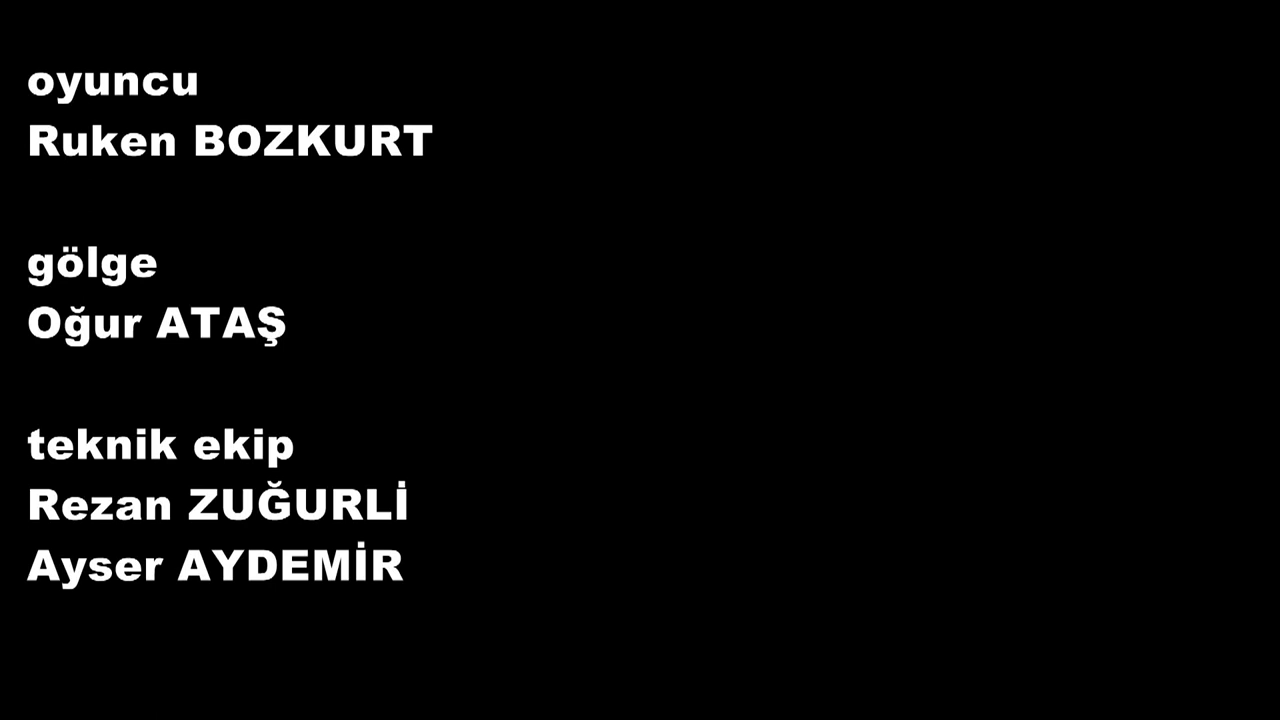 oyuncu
Ruken BOZKURT
gölge
Oğur ATAŞ
teknik ekip
Rezan ZUĞURLİ
Ayser AYDEMİR